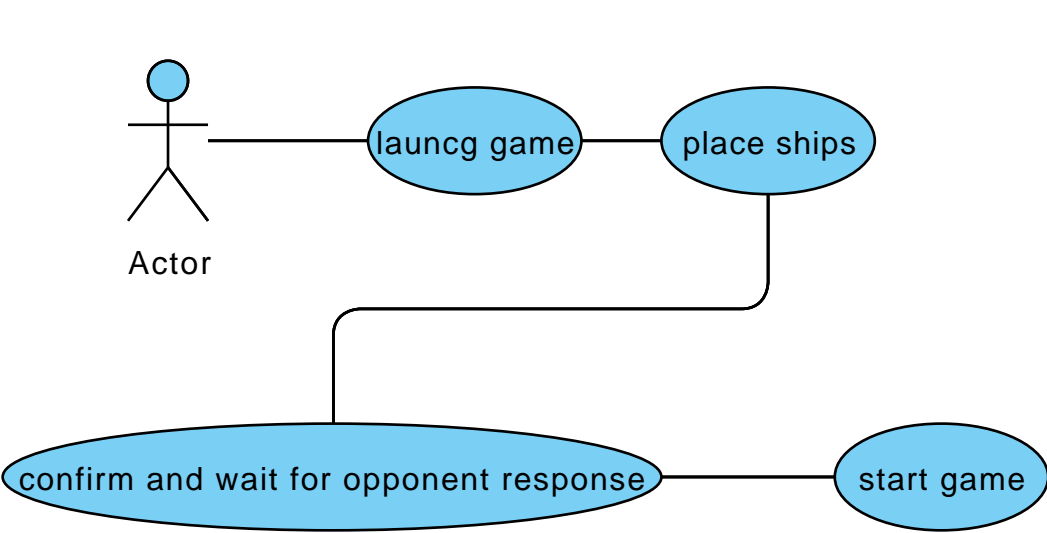 launcg game
place ships
Actor
confirm and wait for opponent response
start game